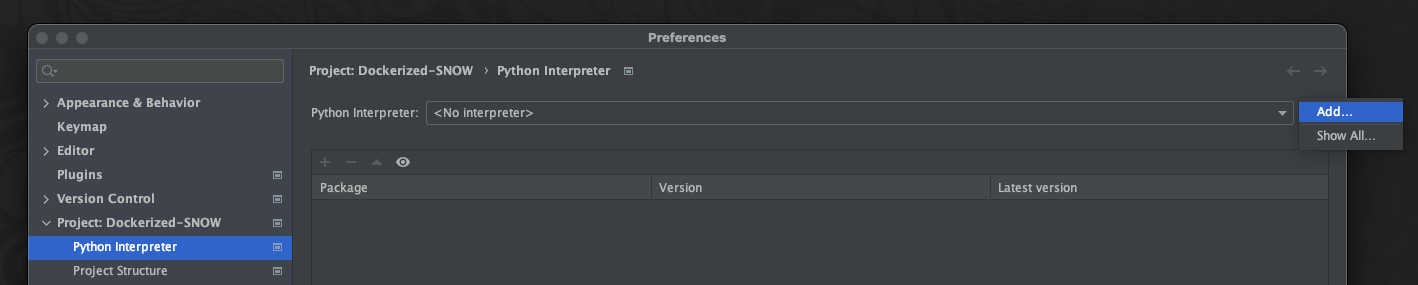 Preferences
Project: Dockerized-SNOW › Python Interpreter
Appearance & Behavior
Keymap
Editor
Plugins
Version Control
Project: Dockerized-SNOW
Python Interpreter
Project Structure
Python Interpreter: <No interpreter>
Add...
Show All...
Package Version Latest version